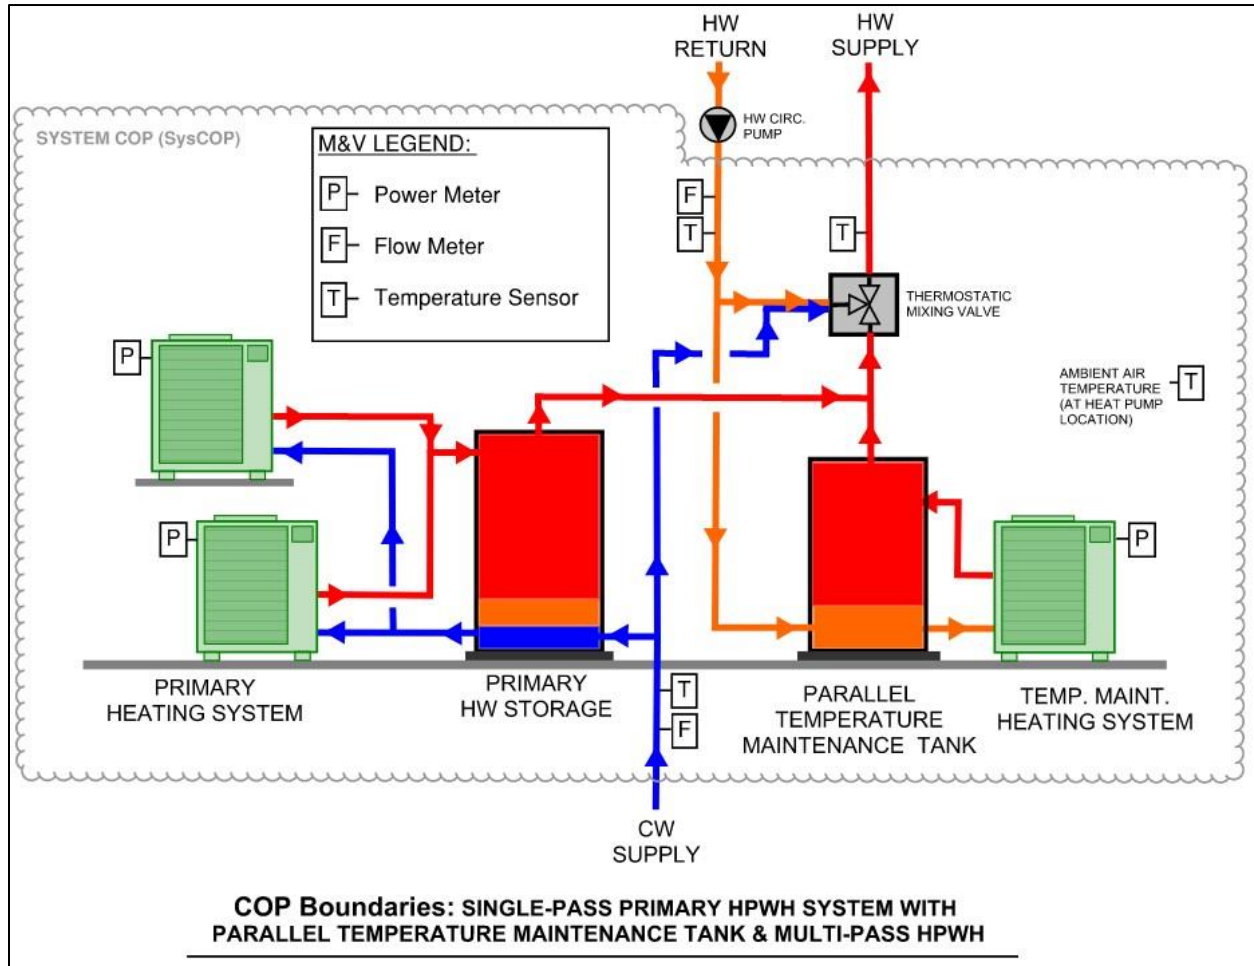 HW
RETURN
HW
SUPPLY
HW CIRC.
PUMP
SYSTEM COP (SysCOP)
M&V LEGEND:
P Power Meter
F Flow Meter
T Temperature Sensor
F
T
T
THERMOSTATIC
MIXING VALVE
P
AMBIENT AIR
TEMPERATURE
(AT HEAT PUMP
LOCATION)
T
P
P
PRIMARY
HEATING SYSTEM
PRIMARY
HW STORAGE
T
F
PARALLEL
TEMPERATURE
MAINTENANCE TANK
TEMP. MAINT.
HEATING SYSTEM
CW
SUPPLY
COP Boundaries: SINGLE-PASS PRIMARY HPWH SYSTEM WITH
PARALLEL TEMPERATURE MAINTENANCE TANK & MULTI-PASS HPWH